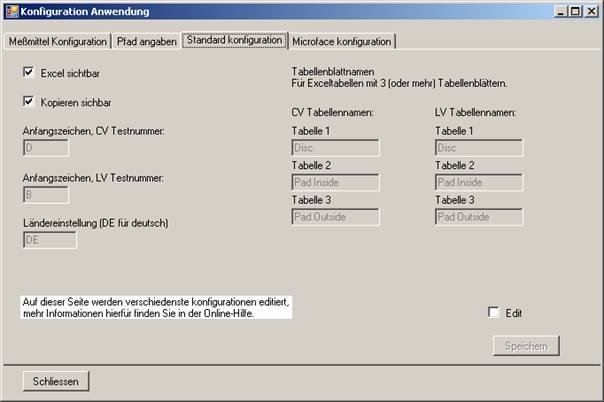 Konfiguration Anwendung
Meßmittel Konfiguration
Pfad angaben
Standard konfiguration
Microface konfiguration
Excel sichtbar
Kopieren sichbar
Anfangszeichen, CV Testnummer:
D
Anfangszeichen, LV Testnummer:
B
Ländereinstellung (DE für deutsch)
DE
Tabellenblattnamen
Für Exceltabellen mit 3 (oder mehr) Tabellenblättern.
CV Tabellennamen:
LV Tabellennamen:
Tabelle 1
Tabelle 1
Disc
Disc
Tabelle 2
Tabelle 2
Pad Inside
Pad Inside
Tabelle 3
Tabelle 3
Pad Outside
Pad Outside
Auf dieser Seite werden verschiedenste konfigurationen editiert,
mehr Informationen hierfür finden Sie in der Online-Hilfe.
Edit
Speichern
Schliessen